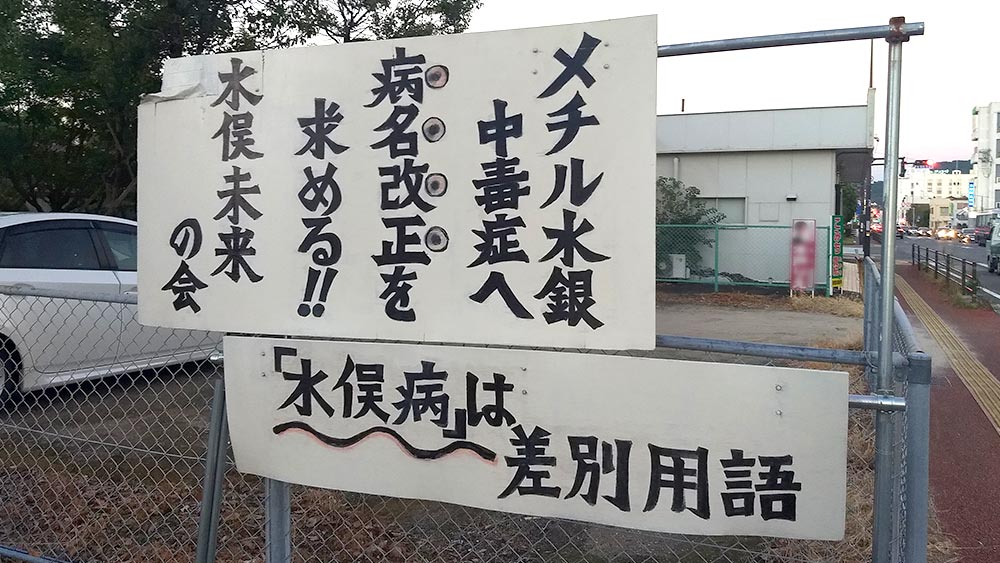 メチル水銀
中毒症へ
病名改正を
求める!!
水俣未来
の会
「水俣病」は
差別用語